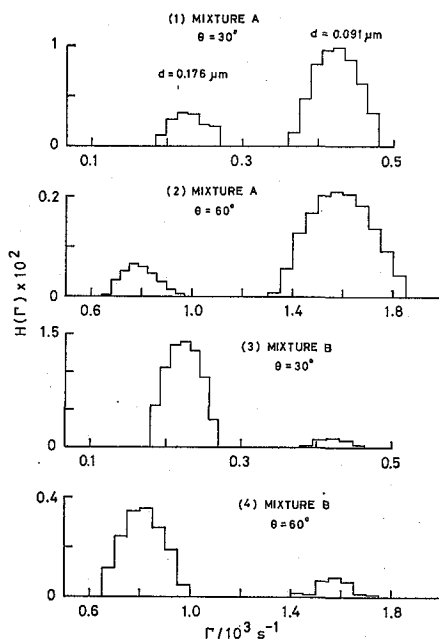 (1) MIXTURE A
θ = 30°
d = 0.176 μm
d = 0.091 μm
1
0
0.1 0.3 0.5
(2) MIXTURE A
θ = 60°
0.2
0
0.6 1.0 1.4 1.8
H(Γ) x 10²
(3) MIXTURE B
θ = 30°
1.5
0
0.1 0.3 0.5
(4) MIXTURE B
θ = 60°
0.4
0
0.6 1.0 1.4 1.8
Γ/10³ s⁻¹